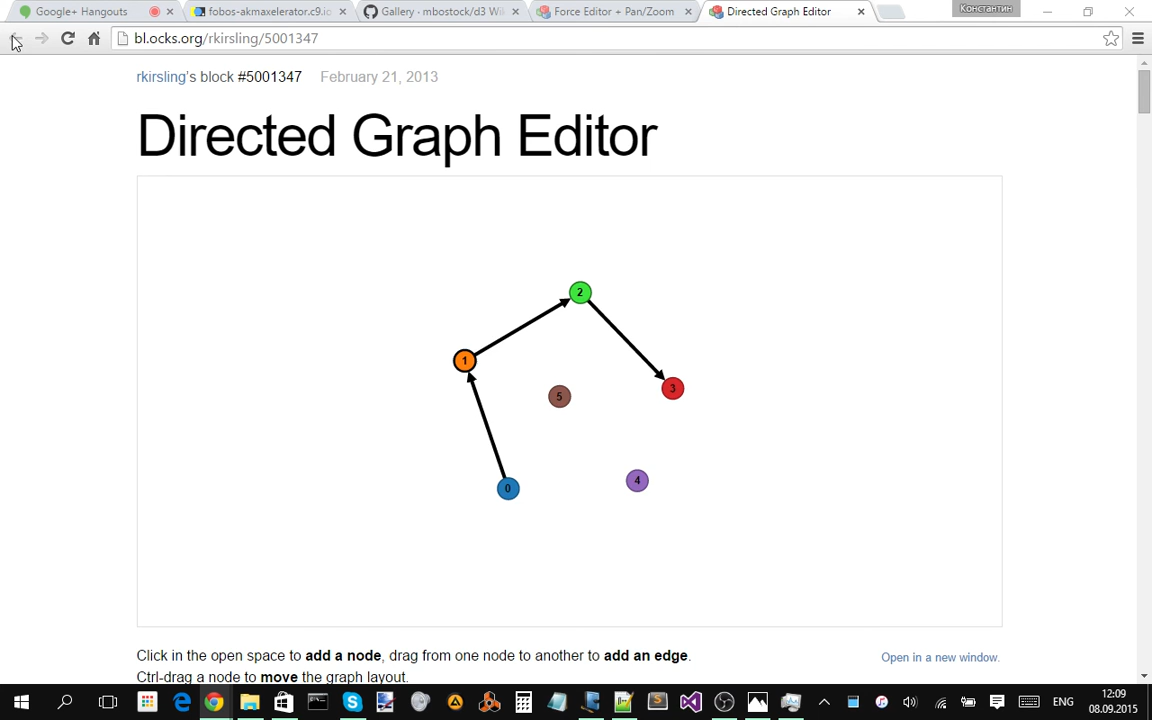 Google+ Hangouts
fobos-akmaxelerator.c9.io
Gallery · mbostock/d3 Wik
Force Editor + Pan/Zoom
Directed Graph Editor
Константин
bl.ocks.org/rkirsling/5001347
rkirsling's block #5001347 February 21, 2013
Directed Graph Editor
2
1
3
5
4
0
Click in the open space to add a node, drag from one node to another to add an edge.
Open in a new window.
Ctrl-drag a node to move the graph layout.
ENG
12:09
08.09.2015